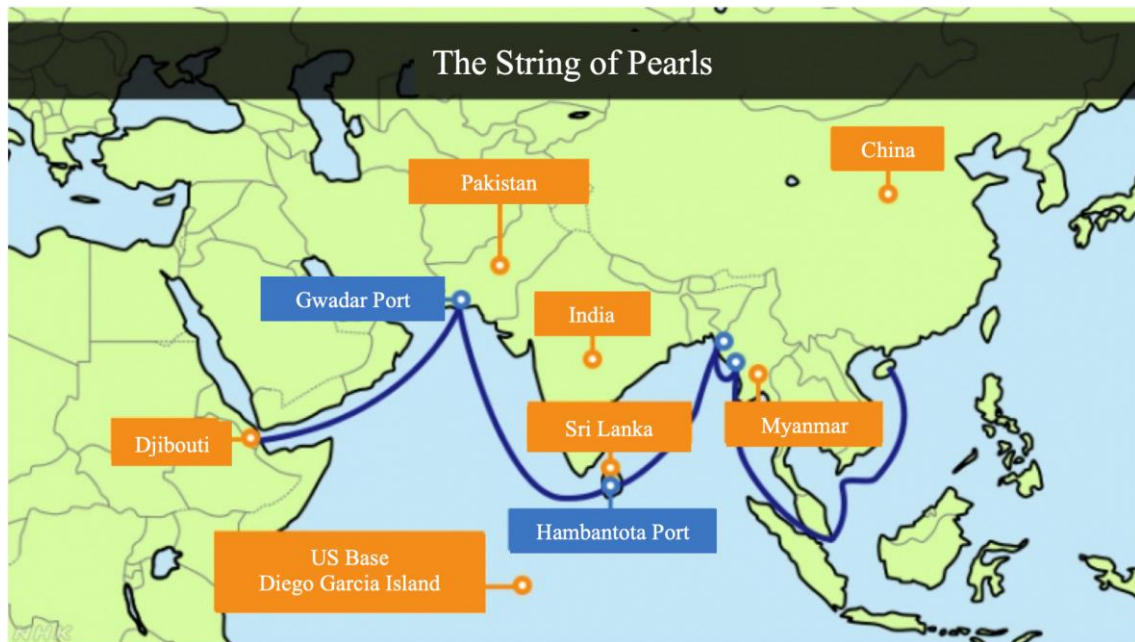 The String of Pearls
China
Pakistan
Gwadar Port
India
Djibouti
Sri Lanka
Myanmar
Hambantota Port
US Base
Diego Garcia Island
NHK